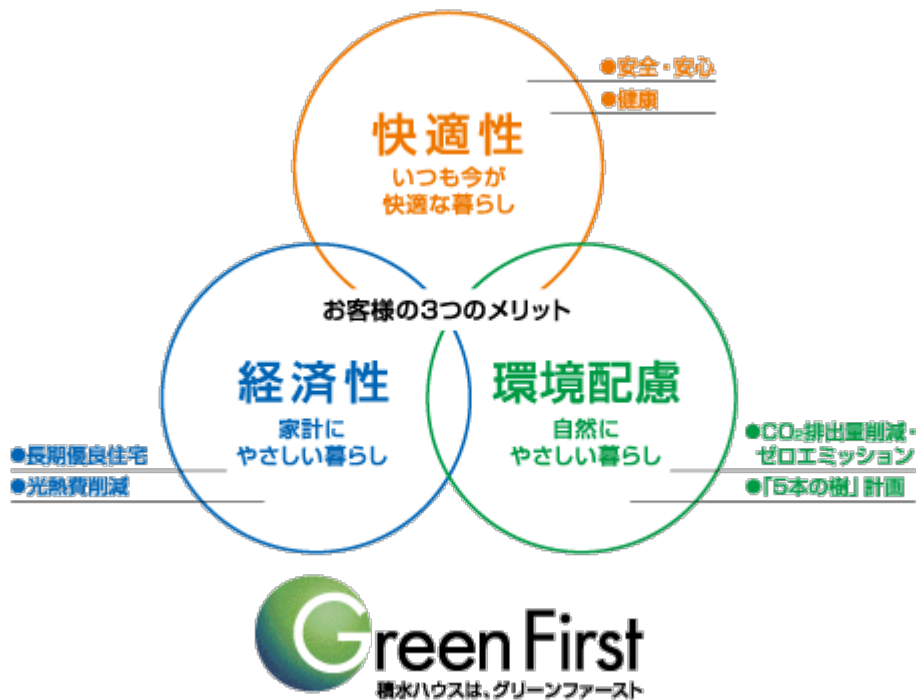 ●安全・安心
●健康
快適性
いつも今が
快適な暮らし
お客様の3つのメリット
経済性
家計に
やさしい暮らし
●長期優良住宅
●光熱費削減
環境配慮
自然に
やさしい暮らし
●CO₂排出量削減・
ゼロエミッション
●「5本の樹」計画
Green First
積水ハウスは、グリーンファースト